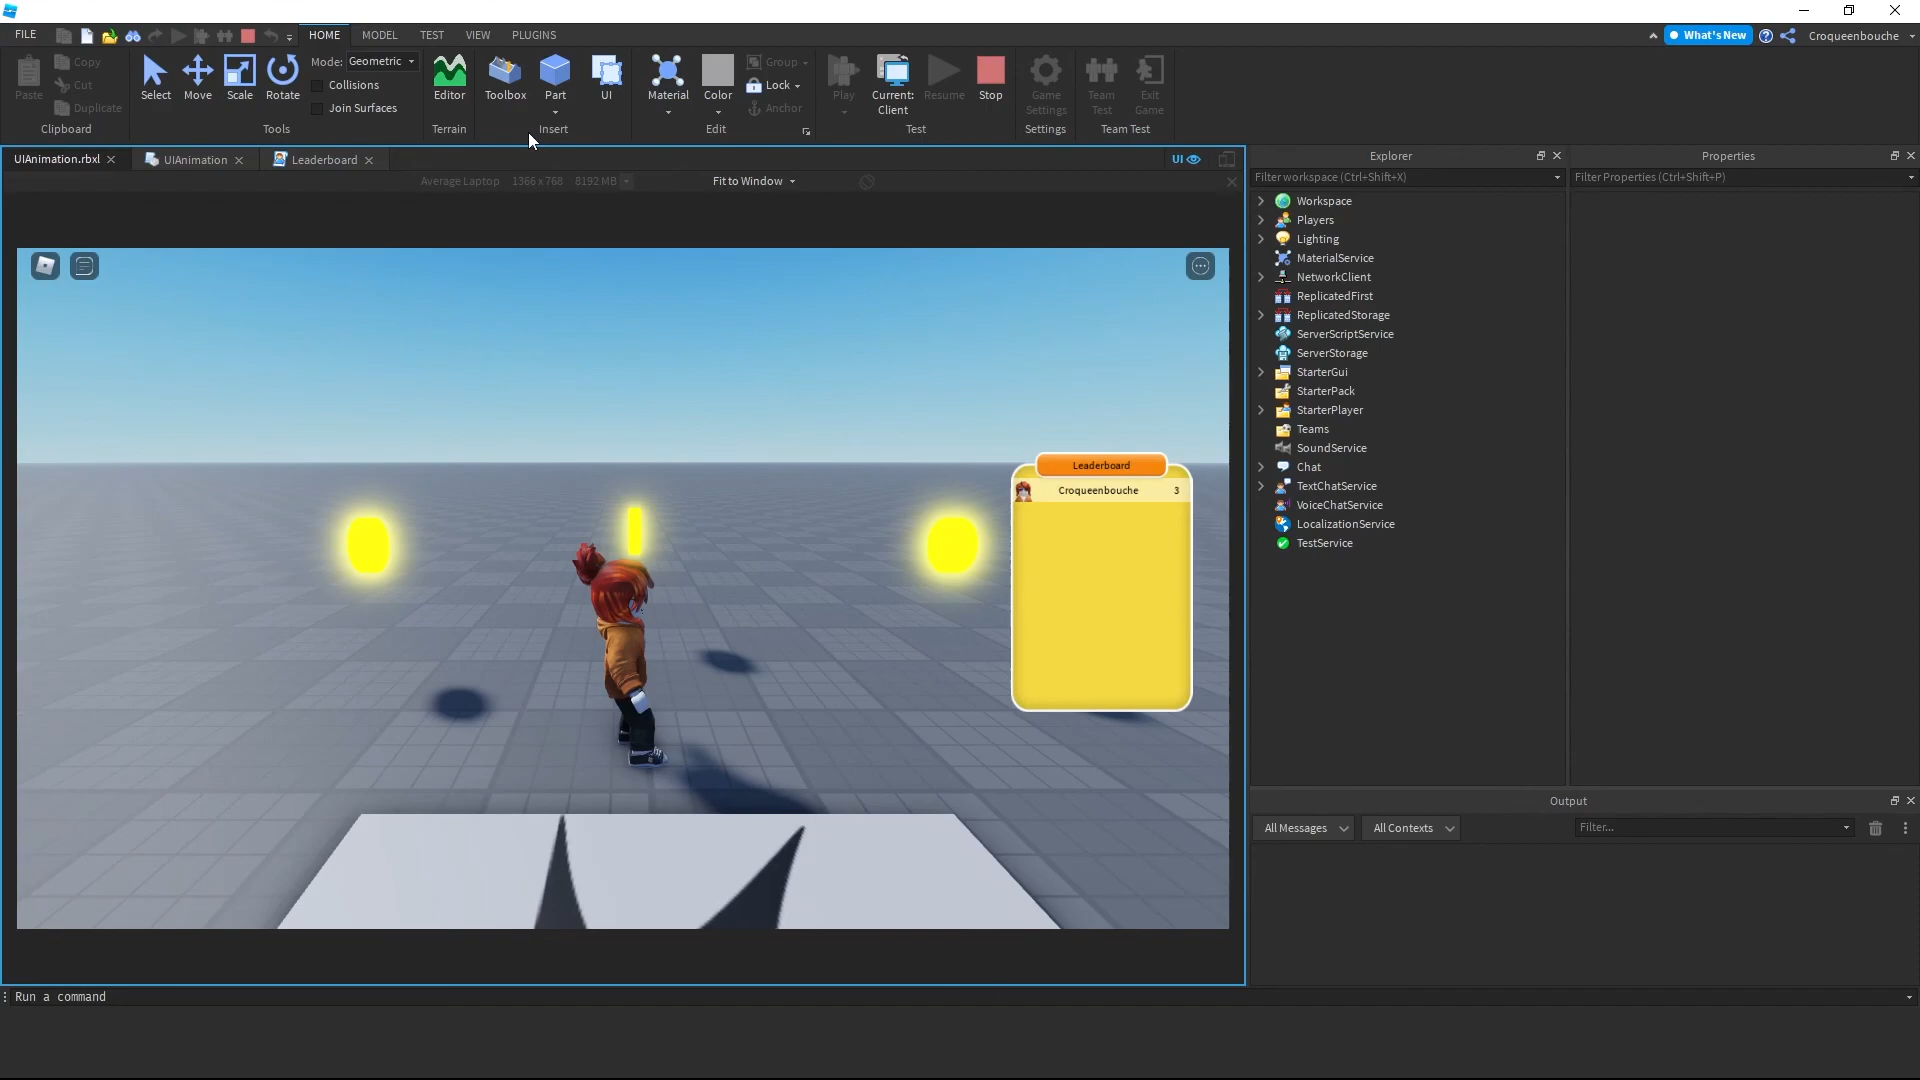 FILE
HOME
MODEL
TEST
VIEW
PLUGINS
What's New
Croqueenbouche
Paste
Copy
Cut
Duplicate
Clipboard
Select
Move
Scale
Rotate
Mode: Geometric
Collisions
Join Surfaces
Tools
Editor
Terrain
Toolbox
Part
UI
Insert
Material
Color
Group
Lock
Anchor
Edit
Play
Current:
Client
Resume
Stop
Test
Game
Settings
Settings
Team
Test
Exit
Game
Team Test
UIAnimation.rbxl
UIAnimation
Leaderboard
UI
Average Laptop 1366 x 768 8192 MB
Fit to Window
Leaderboard
Croqueenbouche 3
Explorer
Filter workspace (Ctrl+Shift+X)
Workspace
Players
Lighting
MaterialService
NetworkClient
ReplicatedFirst
ReplicatedStorage
ServerScriptService
ServerStorage
StarterGui
StarterPack
StarterPlayer
Teams
SoundService
Chat
TextChatService
VoiceChatService
LocalizationService
TestService
Properties
Filter Properties (Ctrl+Shift+P)
Output
All Messages
All Contexts
Filter...
Run a command